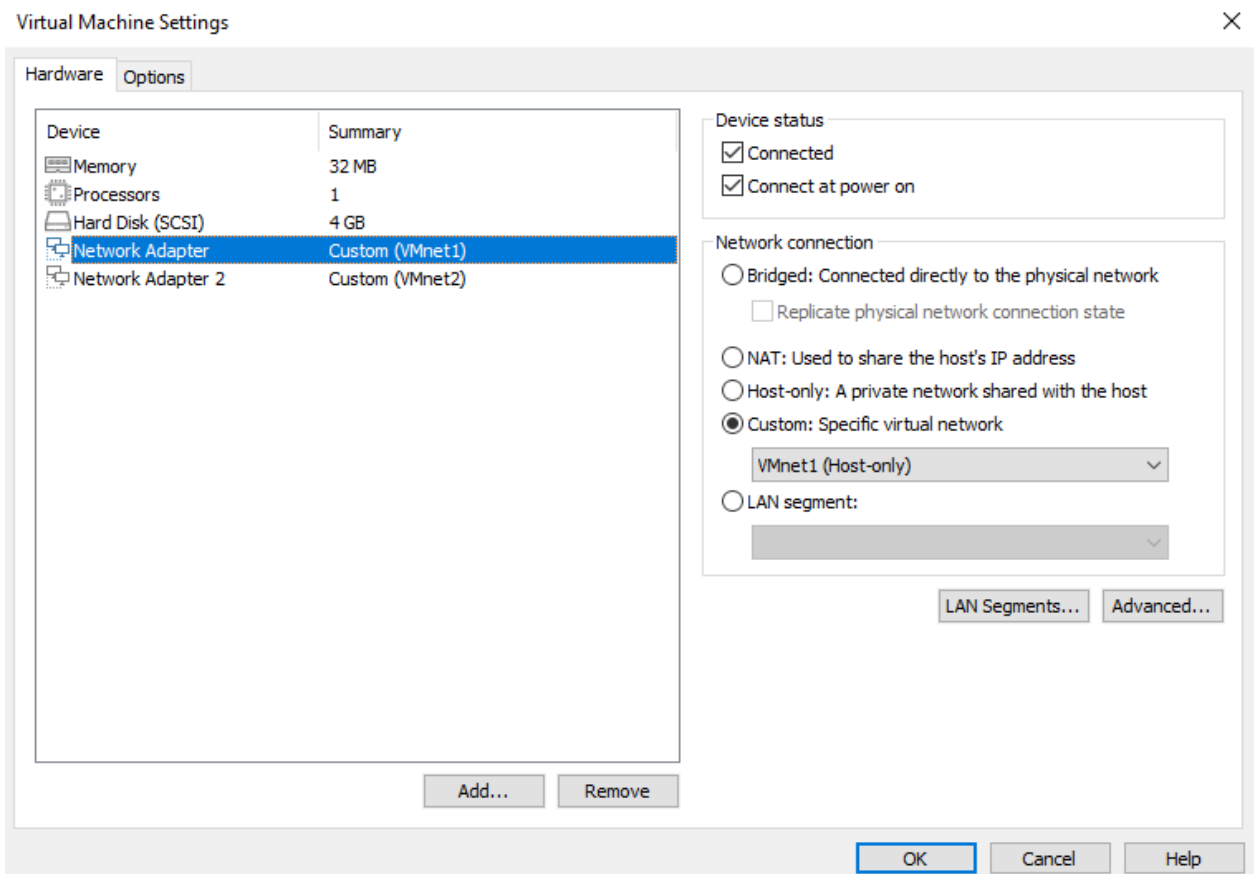 Virtual Machine Settings
Hardware Options
Device Summary
Memory 32 MB
Processors 1
Hard Disk (SCSI) 4 GB
Network Adapter Custom (VMnet1)
Network Adapter 2 Custom (VMnet2)
Add... Remove
Device status
Connected
Connect at power on
Network connection
Bridged: Connected directly to the physical network
Replicate physical network connection state
NAT: Used to share the host's IP address
Host-only: A private network shared with the host
Custom: Specific virtual network
VMnet1 (Host-only)
LAN segment:
LAN Segments... Advanced...
OK Cancel Help